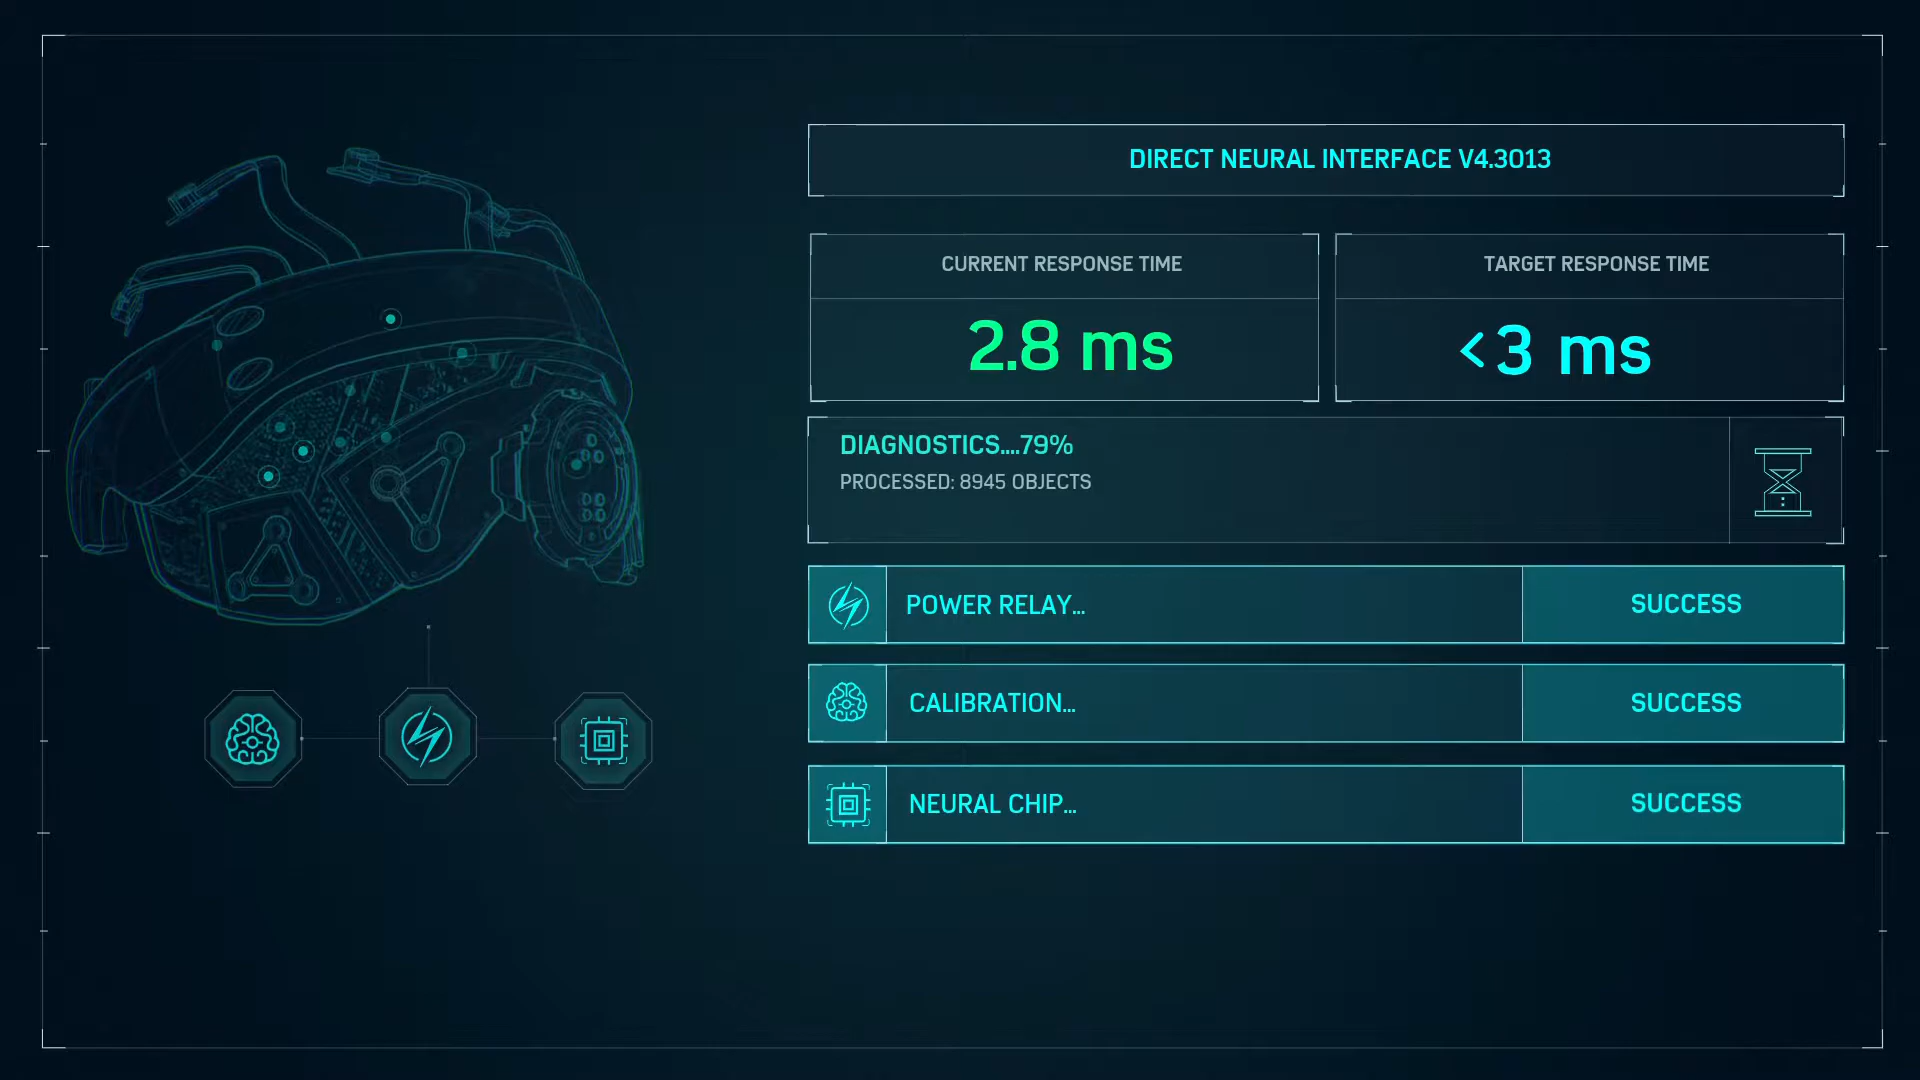 DIRECT NEURAL INTERFACE V4.3013
CURRENT RESPONSE TIME
2.8 ms
TARGET RESPONSE TIME
<3 ms
DIAGNOSTICS....79%
PROCESSED: 8945 OBJECTS
POWER RELAY...
SUCCESS
CALIBRATION...
SUCCESS
NEURAL CHIP...
SUCCESS